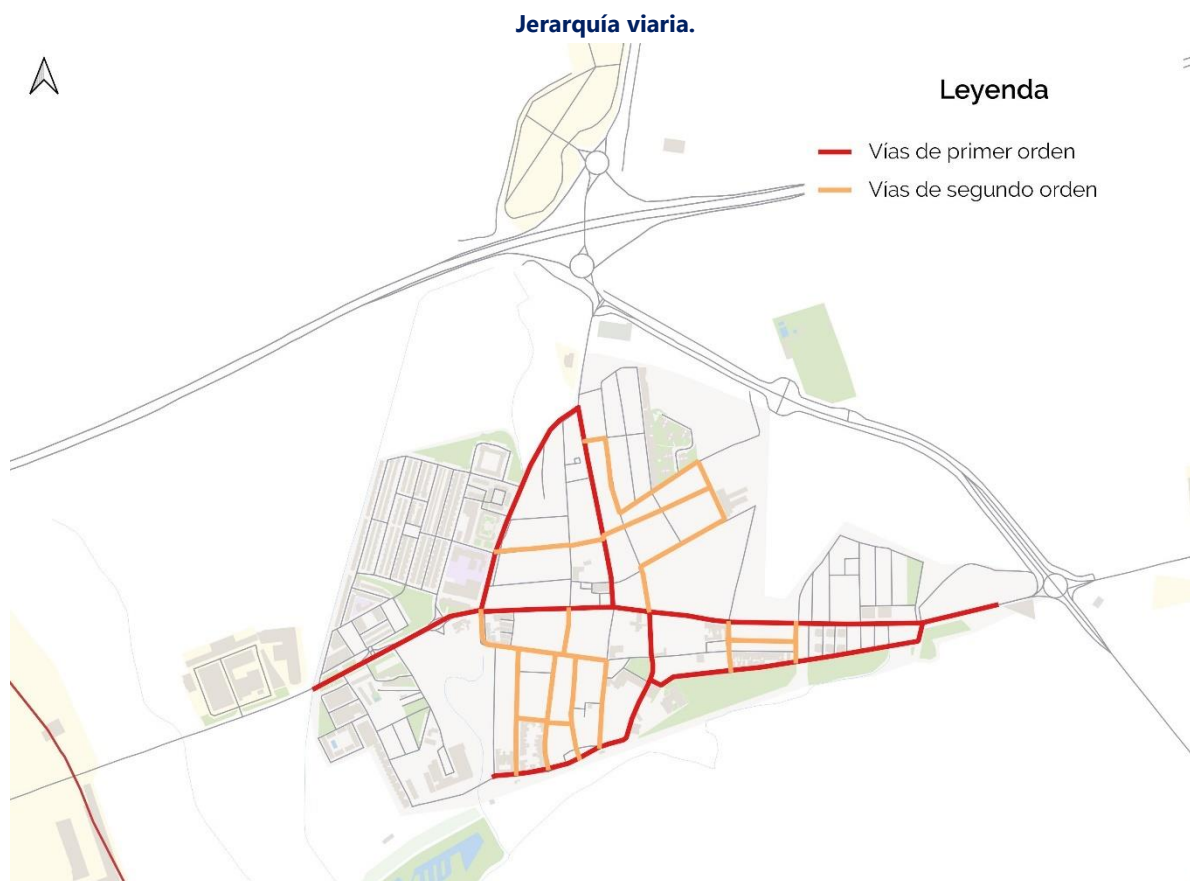 Jerarquía viaria.
Leyenda
Vías de primer orden
Vías de segundo orden